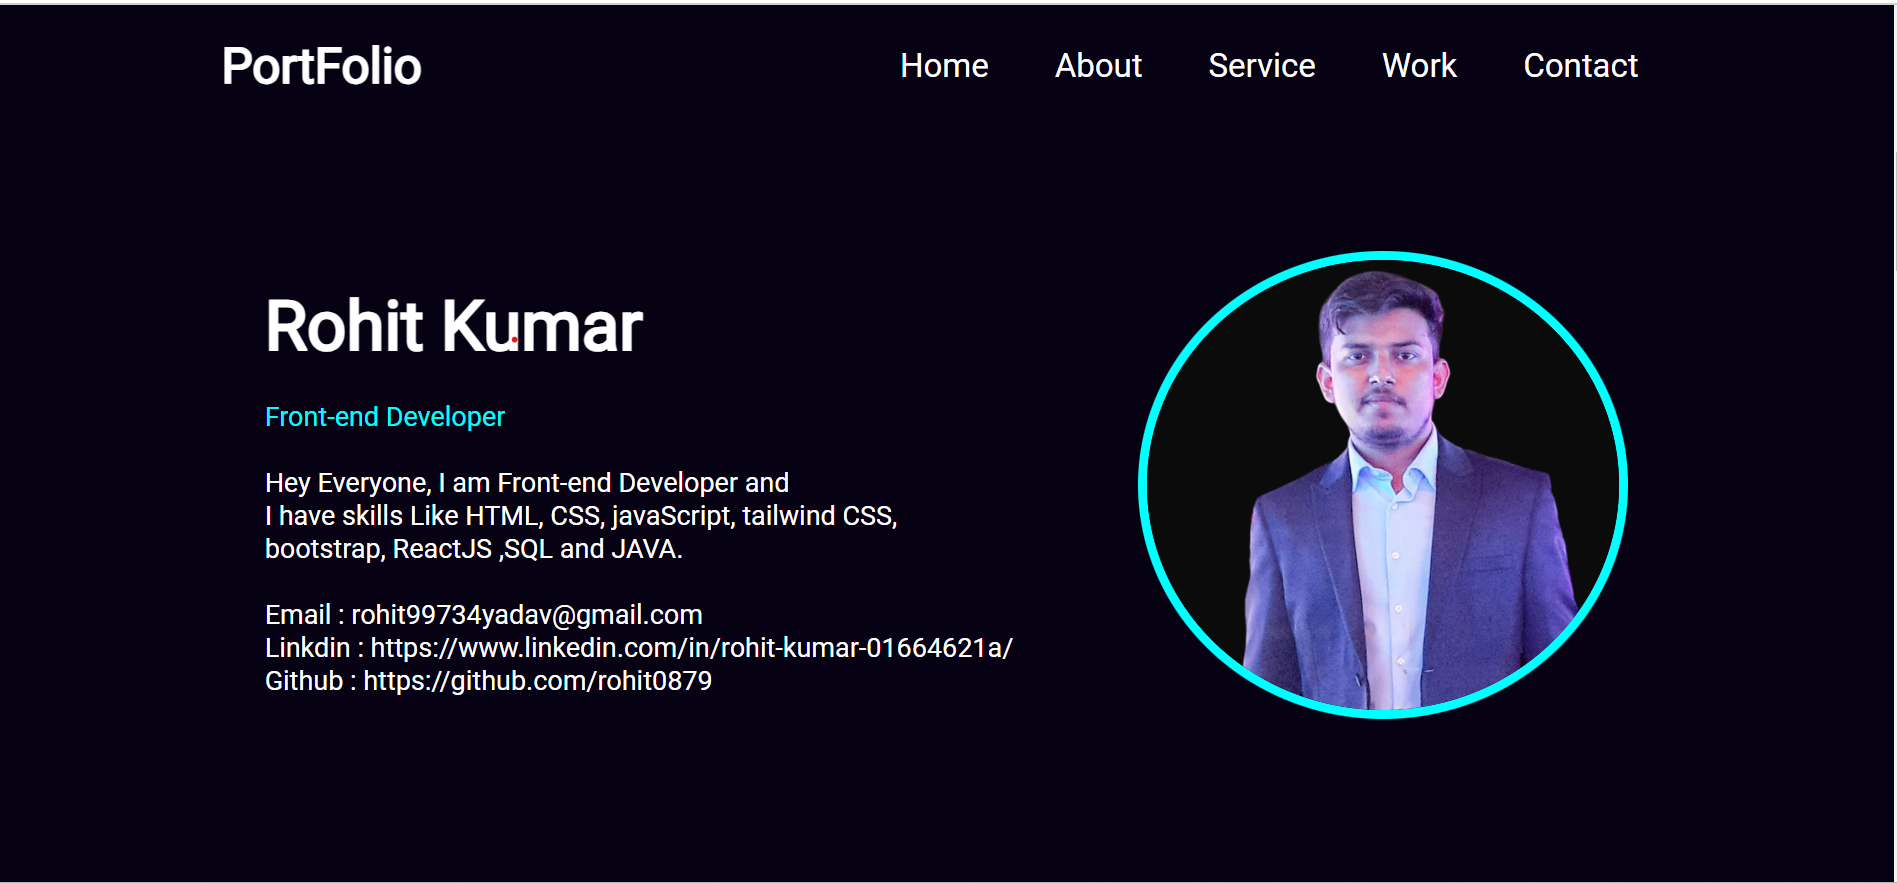 PortFolio
Home About Service Work Contact
Rohit Kumar
Front-end Developer
Hey Everyone, I am Front-end Developer and
I have skills Like HTML, CSS, javaScript, tailwind CSS,
bootstrap, ReactJS ,SQL and JAVA.
Email : rohit99734yadav@gmail.com
Linkdin : https://www.linkedin.com/in/rohit-kumar-01664621a/
Github : https://github.com/rohit0879